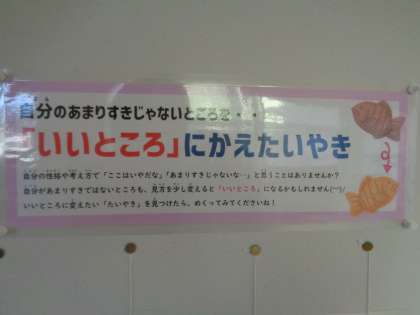 自分のあまりすきじゃないところを・・・
「いいところ」にかえたいやき
自分の性格や考え方で「ここはいやだな」「あまりすきじゃないな…」と思うことはありませんか？
自分があまりすきではないところも、見方を少し変えると「いいところ」になるかもしれません(^^)/
いいところに変えたい「たいやき」を見つけたら、めくってみてくださいね！